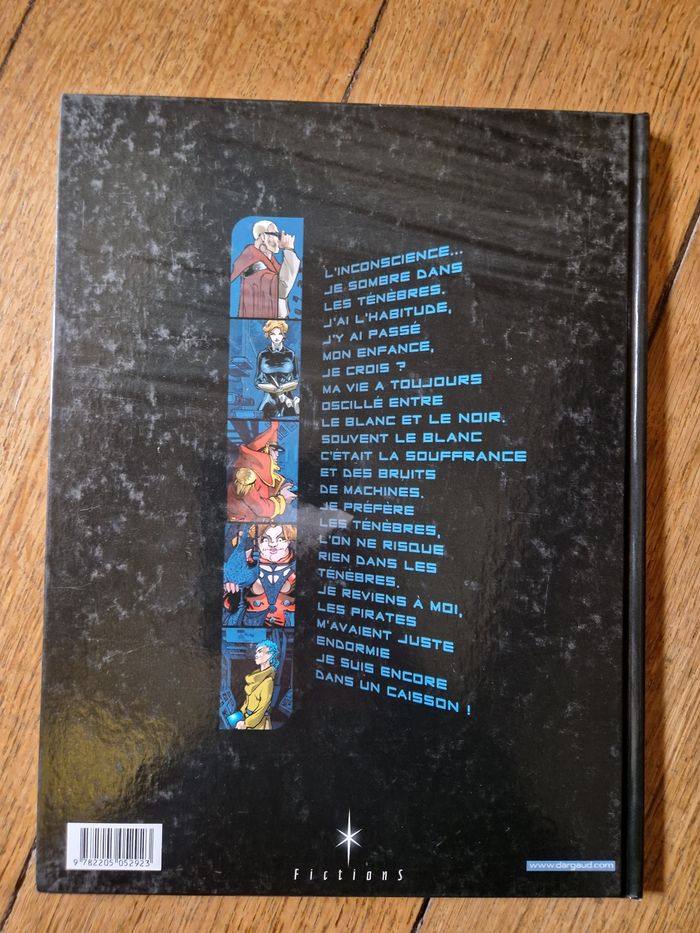 L'INCONSCIENCE...
JE SOMBRE DANS
LES TÉNÈBRES.
J'AI L'HABITUDE,
J'Y AI PASSÉ
MON ENFANCE,
JE CROIS ?
MA VIE A TOUJOURS
OSCILLÉ ENTRE
LE BLANC ET LE NOIR.
SOUVENT LE BLANC
C'ÉTAIT LA SOUFFRANCE
ET DES BRUITS
DE MACHINES.
JE PRÉFÈRE
LES TÉNÈBRES,
L'ON NE RISQUE
RIEN DANS LES
TÉNÈBRES.
JE REVIENS À MOI,
LES PIRATES
M'AVAIENT JUSTE
ENDORMIE
JE SUIS ENCORE
DANS UN CAISSON !
9 782205 052923
FictionS
www.dargaud.com